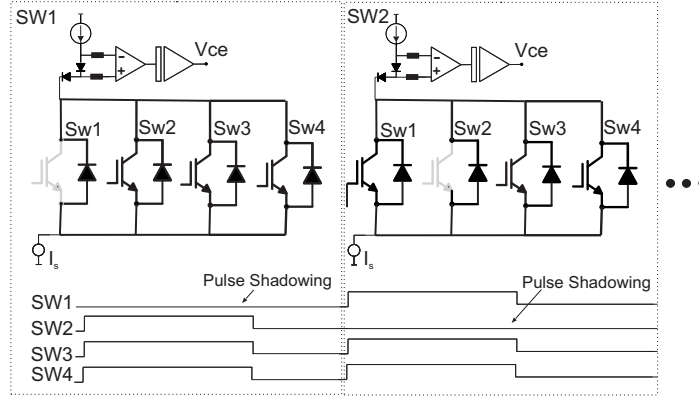 SW1
Vce
Sw1 Sw2 Sw3 Sw4
Is
SW2
Vce
Sw1 Sw2 Sw3 Sw4
Is
Pulse Shadowing
Pulse Shadowing
SW1
SW2
SW3
SW4